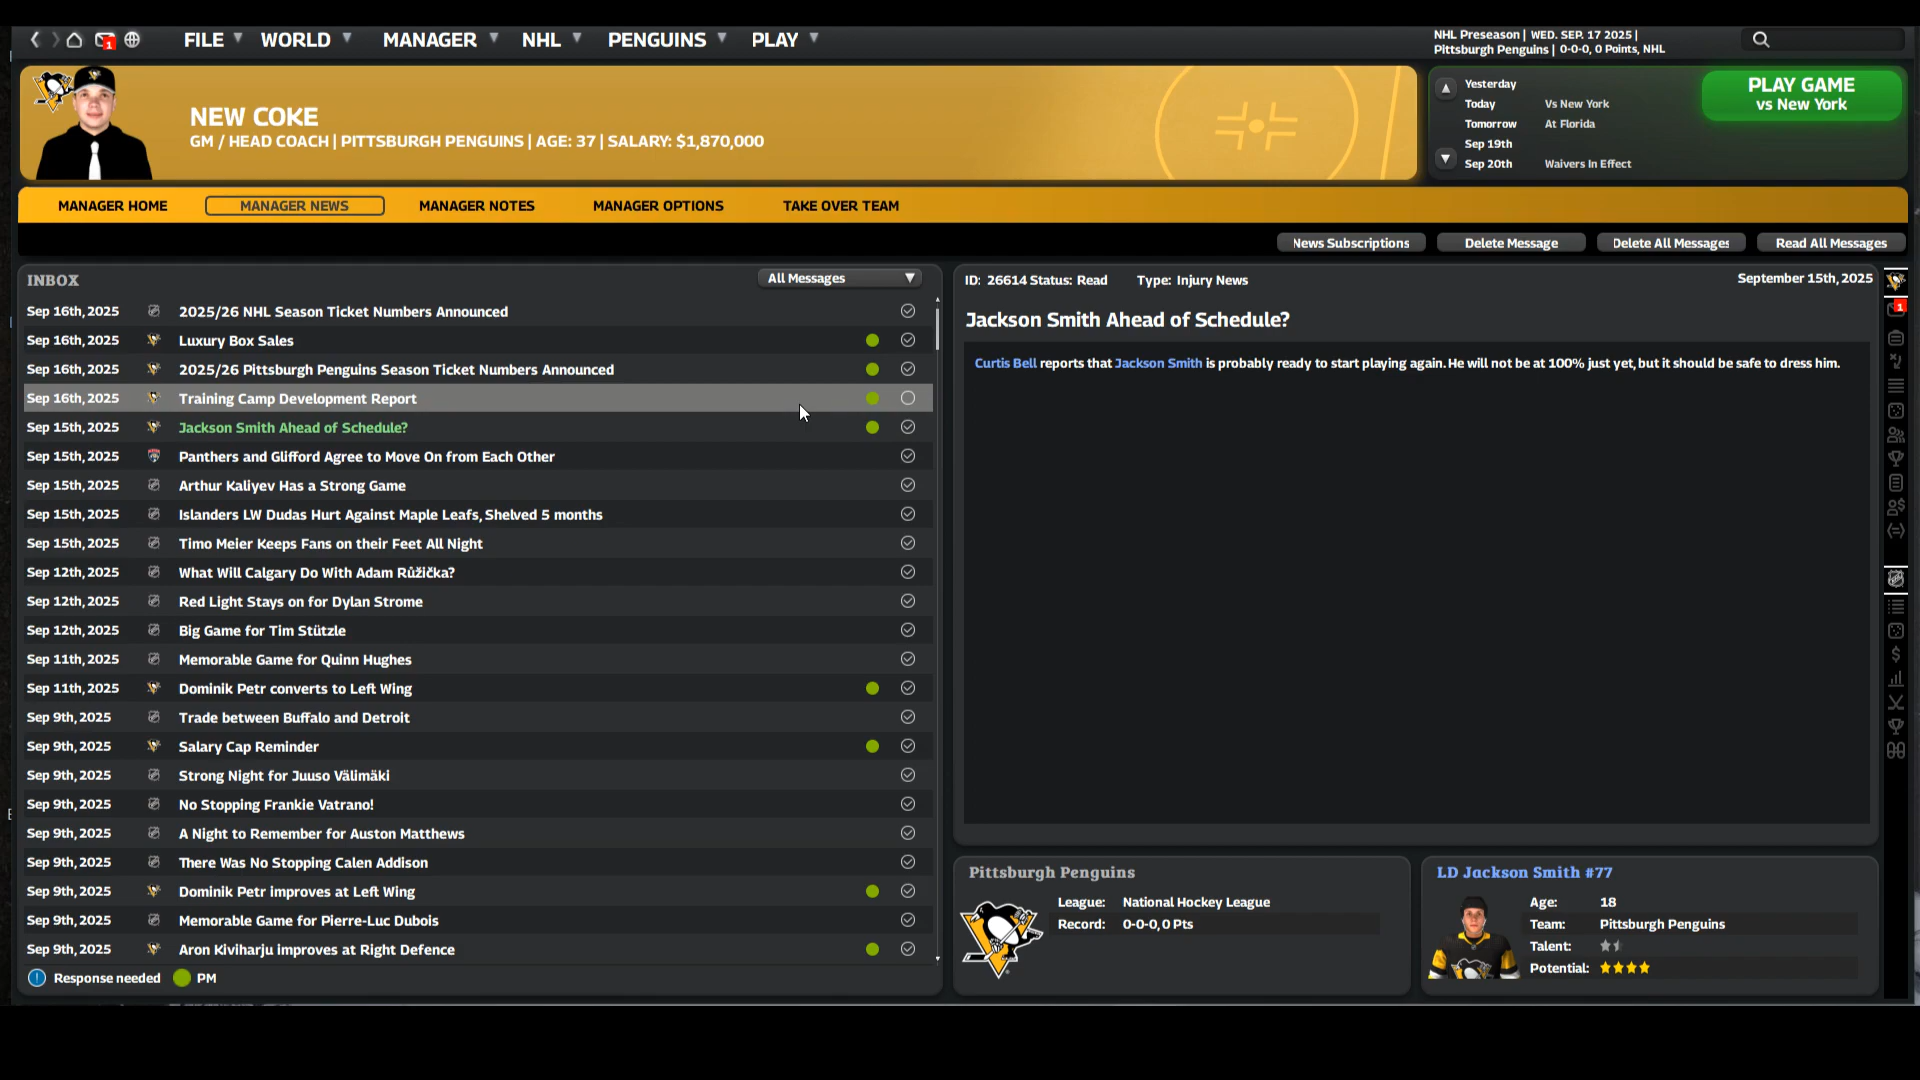 FILE WORLD MANAGER NHL PENGUINS PLAY
NHL Preseason | WED. SEP. 17 2025 |
Pittsburgh Penguins | 0-0-0, 0 Points, NHL
1
NEW COKE
GM / HEAD COACH | PITTSBURGH PENGUINS | AGE: 37 | SALARY: $1,870,000
Yesterday
Today Vs New York
Tomorrow At Florida
Sep 19th
Sep 20th Waivers In Effect
PLAY GAME
vs New York
MANAGER HOME MANAGER NEWS MANAGER NOTES MANAGER OPTIONS TAKE OVER TEAM
News Subscriptions Delete Message Delete All Messages Read All Messages
INBOX All Messages
Sep 16th, 2025 2025/26 NHL Season Ticket Numbers Announced
Sep 16th, 2025 Luxury Box Sales
Sep 16th, 2025 2025/26 Pittsburgh Penguins Season Ticket Numbers Announced
Sep 16th, 2025 Training Camp Development Report
Sep 15th, 2025 Jackson Smith Ahead of Schedule?
Sep 15th, 2025 Panthers and Glifford Agree to Move On from Each Other
Sep 15th, 2025 Arthur Kaliyev Has a Strong Game
Sep 15th, 2025 Islanders LW Dudas Hurt Against Maple Leafs, Shelved 5 months
Sep 15th, 2025 Timo Meier Keeps Fans on their Feet All Night
Sep 12th, 2025 What Will Calgary Do With Adam Růžička?
Sep 12th, 2025 Red Light Stays on for Dylan Strome
Sep 12th, 2025 Big Game for Tim Stützle
Sep 11th, 2025 Memorable Game for Quinn Hughes
Sep 11th, 2025 Dominik Petr converts to Left Wing
Sep 9th, 2025 Trade between Buffalo and Detroit
Sep 9th, 2025 Salary Cap Reminder
Sep 9th, 2025 Strong Night for Juuso Välimäki
Sep 9th, 2025 No Stopping Frankie Vatrano!
Sep 9th, 2025 A Night to Remember for Auston Matthews
Sep 9th, 2025 There Was No Stopping Calen Addison
Sep 9th, 2025 Dominik Petr improves at Left Wing
Sep 9th, 2025 Memorable Game for Pierre-Luc Dubois
Sep 9th, 2025 Aron Kiviharju improves at Right Defence
Response needed PM
ID: 26614 Status: Read Type: Injury News September 15th, 2025
Jackson Smith Ahead of Schedule?
Curtis Bell reports that Jackson Smith is probably ready to start playing again. He will not be at 100% just yet, but it should be safe to dress him.
Pittsburgh Penguins
League: National Hockey League
Record: 0-0-0, 0 Pts
LD Jackson Smith #77
Age: 18
Team: Pittsburgh Penguins
Talent:
Potential:
1